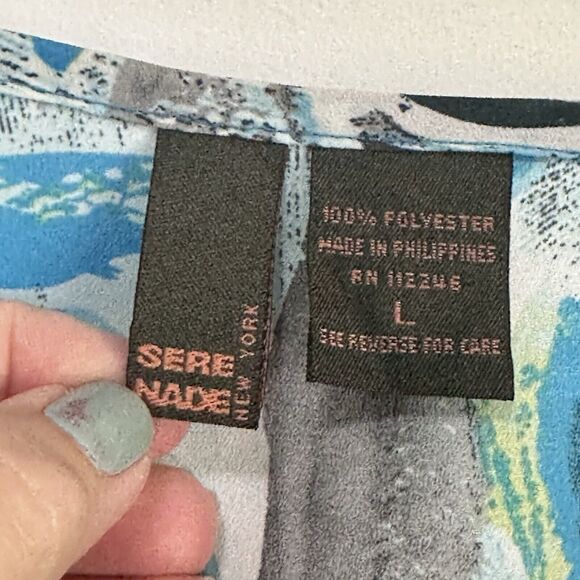 SERE
NADE
NEW YORK
100% POLYESTER
MADE IN PHILIPPINES
RN 112246
L
SEE REVERSE FOR CARE